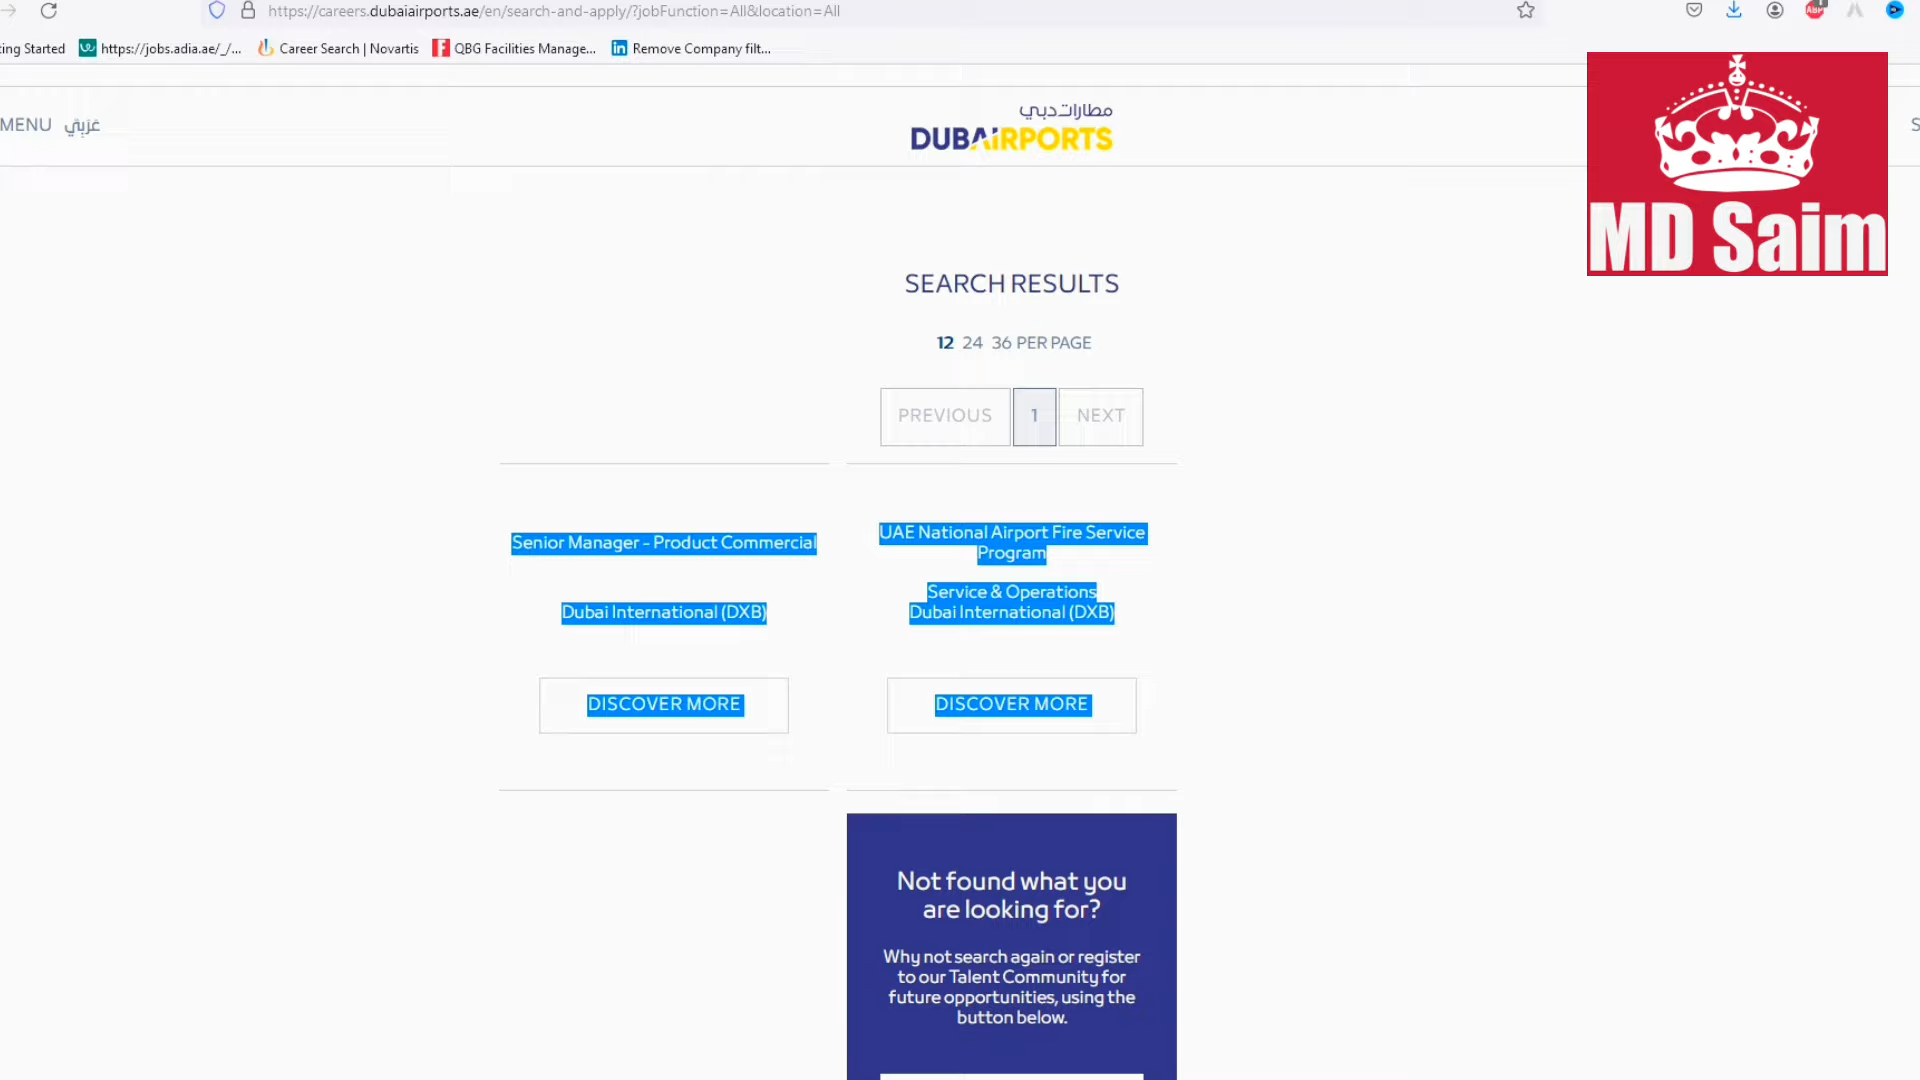 https://careers.dubaiairports.ae/en/search-and-apply/?jobFunction=All&location=All
ing Started
https://jobs.adia.ae/_/...
Career Search | Novartis
QBG Facilities Manage...
Remove Company filt...
MENU
عَرَبِيّ
مطارات دبي
DUBAIRPORTS
MD Saim
SEARCH RESULTS
12 24 36 PER PAGE
PREVIOUS 1 NEXT
Senior Manager - Product Commercial
Dubai International (DXB)
DISCOVER MORE
UAE National Airport Fire Service
Program
Service & Operations
Dubai International (DXB)
DISCOVER MORE
Not found what you
are looking for?
Why not search again or register
to our Talent Community for
future opportunities, using the
button below.